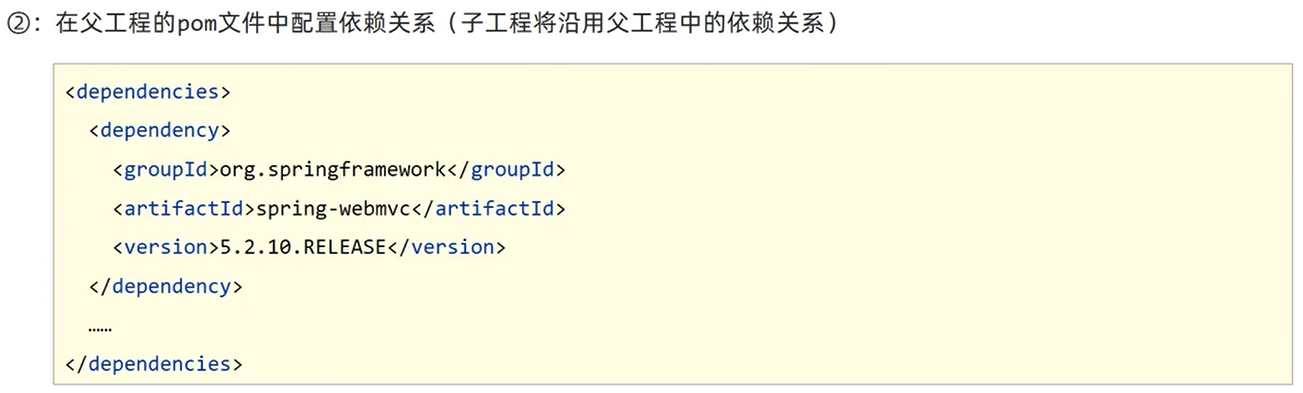 ②：在父工程的pom文件中配置依赖关系（子工程将沿用父工程中的依赖关系）
<dependencies>
<dependency>
<groupId>org.springframework</groupId>
<artifactId>spring-webmvc</artifactId>
<version>5.2.10.RELEASE</version>
</dependency>
……
</dependencies>